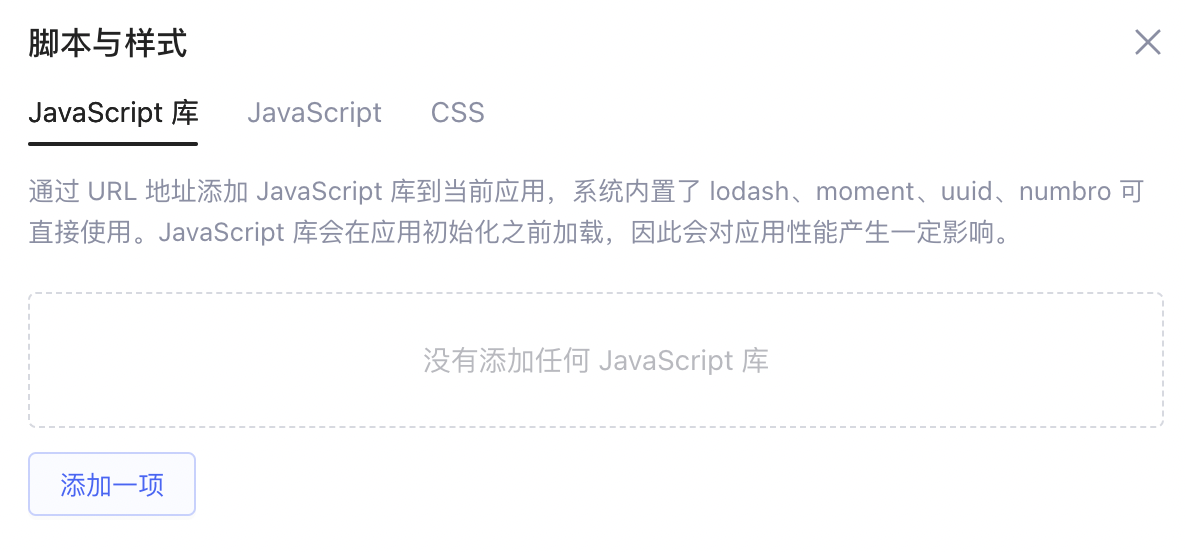 脚本与样式
JavaScript 库 JavaScript CSS
通过 URL 地址添加 JavaScript 库到当前应用，系统内置了 lodash、moment、uuid、numbro 可
直接使用。JavaScript 库会在应用初始化之前加载，因此会对应用性能产生一定影响。
没有添加任何 JavaScript 库
添加一项